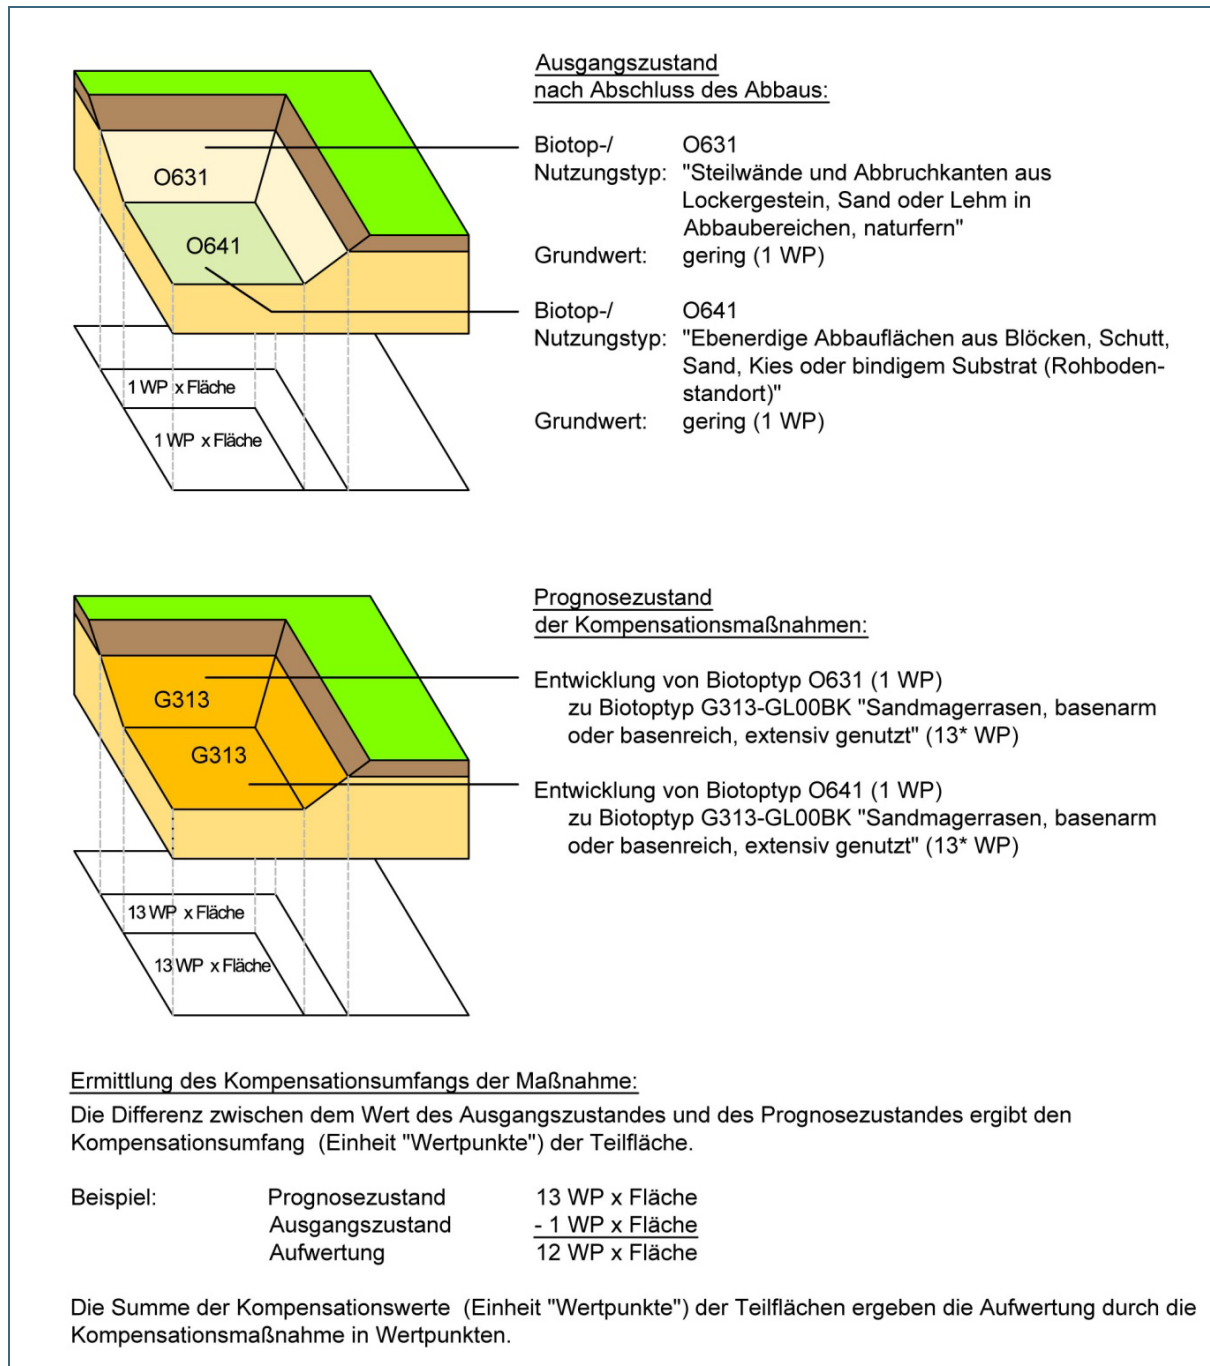 Ausgangszustand
nach Abschluss des Abbaus:
Biotop-/ O631
Nutzungstyp: "Steilwände und Abbruchkanten aus
Lockergestein, Sand oder Lehm in
Abbaubereichen, naturfern"
Grundwert: gering (1 WP)
Biotop-/ O641
Nutzungstyp: "Ebenerdige Abbauflächen aus Blöcken, Schutt,
Sand, Kies oder bindigem Substrat (Rohboden-
standort)"
Grundwert: gering (1 WP)
O631
O641
1 WP x Fläche
1 WP x Fläche
Prognosezustand
der Kompensationsmaßnahmen:
Entwicklung von Biotoptyp O631 (1 WP)
zu Biotoptyp G313-GL00BK "Sandmagerrasen, basenarm
oder basenreich, extensiv genutzt" (13* WP)
Entwicklung von Biotoptyp O641 (1 WP)
zu Biotoptyp G313-GL00BK "Sandmagerrasen, basenarm
oder basenreich, extensiv genutzt" (13* WP)
G313
G313
13 WP x Fläche
13 WP x Fläche
Ermittlung des Kompensationsumfangs der Maßnahme:
Die Differenz zwischen dem Wert des Ausgangszustandes und des Prognosezustandes ergibt den
Kompensationsumfang (Einheit "Wertpunkte") der Teilfläche.
Beispiel: Prognosezustand 13 WP x Fläche
Ausgangszustand - 1 WP x Fläche
Aufwertung 12 WP x Fläche
Die Summe der Kompensationswerte (Einheit "Wertpunkte") der Teilflächen ergeben die Aufwertung durch die
Kompensationsmaßnahme in Wertpunkten.